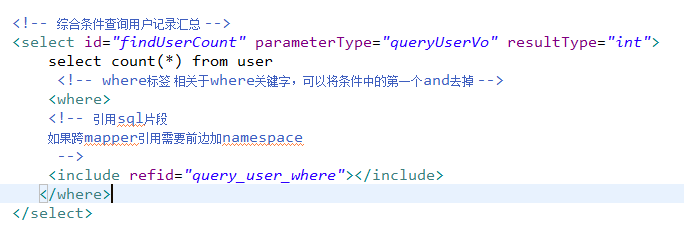 <!-- 综合条件查询用户记录汇总 -->
<select id="findUserCount" parameterType="queryUserVo" resultType="int">
select count(*) from user
<!-- where标签 相关于where关键字，可以将条件中的第一个and去掉 -->
<where>
<!-- 引用sql片段
如果跨mapper引用需要前边加namespace
-->
<include refid="query_user_where"></include>
</where>
</select>